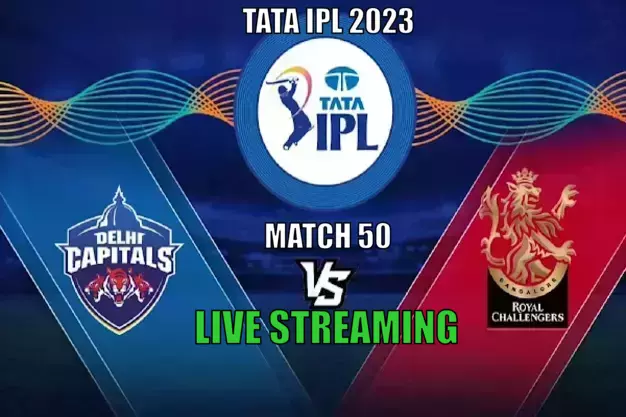 TATA IPL 2023
TATA
IPL
MATCH 50
VS
DELHI
CAPITALS
BANGALORE
ROYAL
CHALLENGERS
LIVE STREAMING